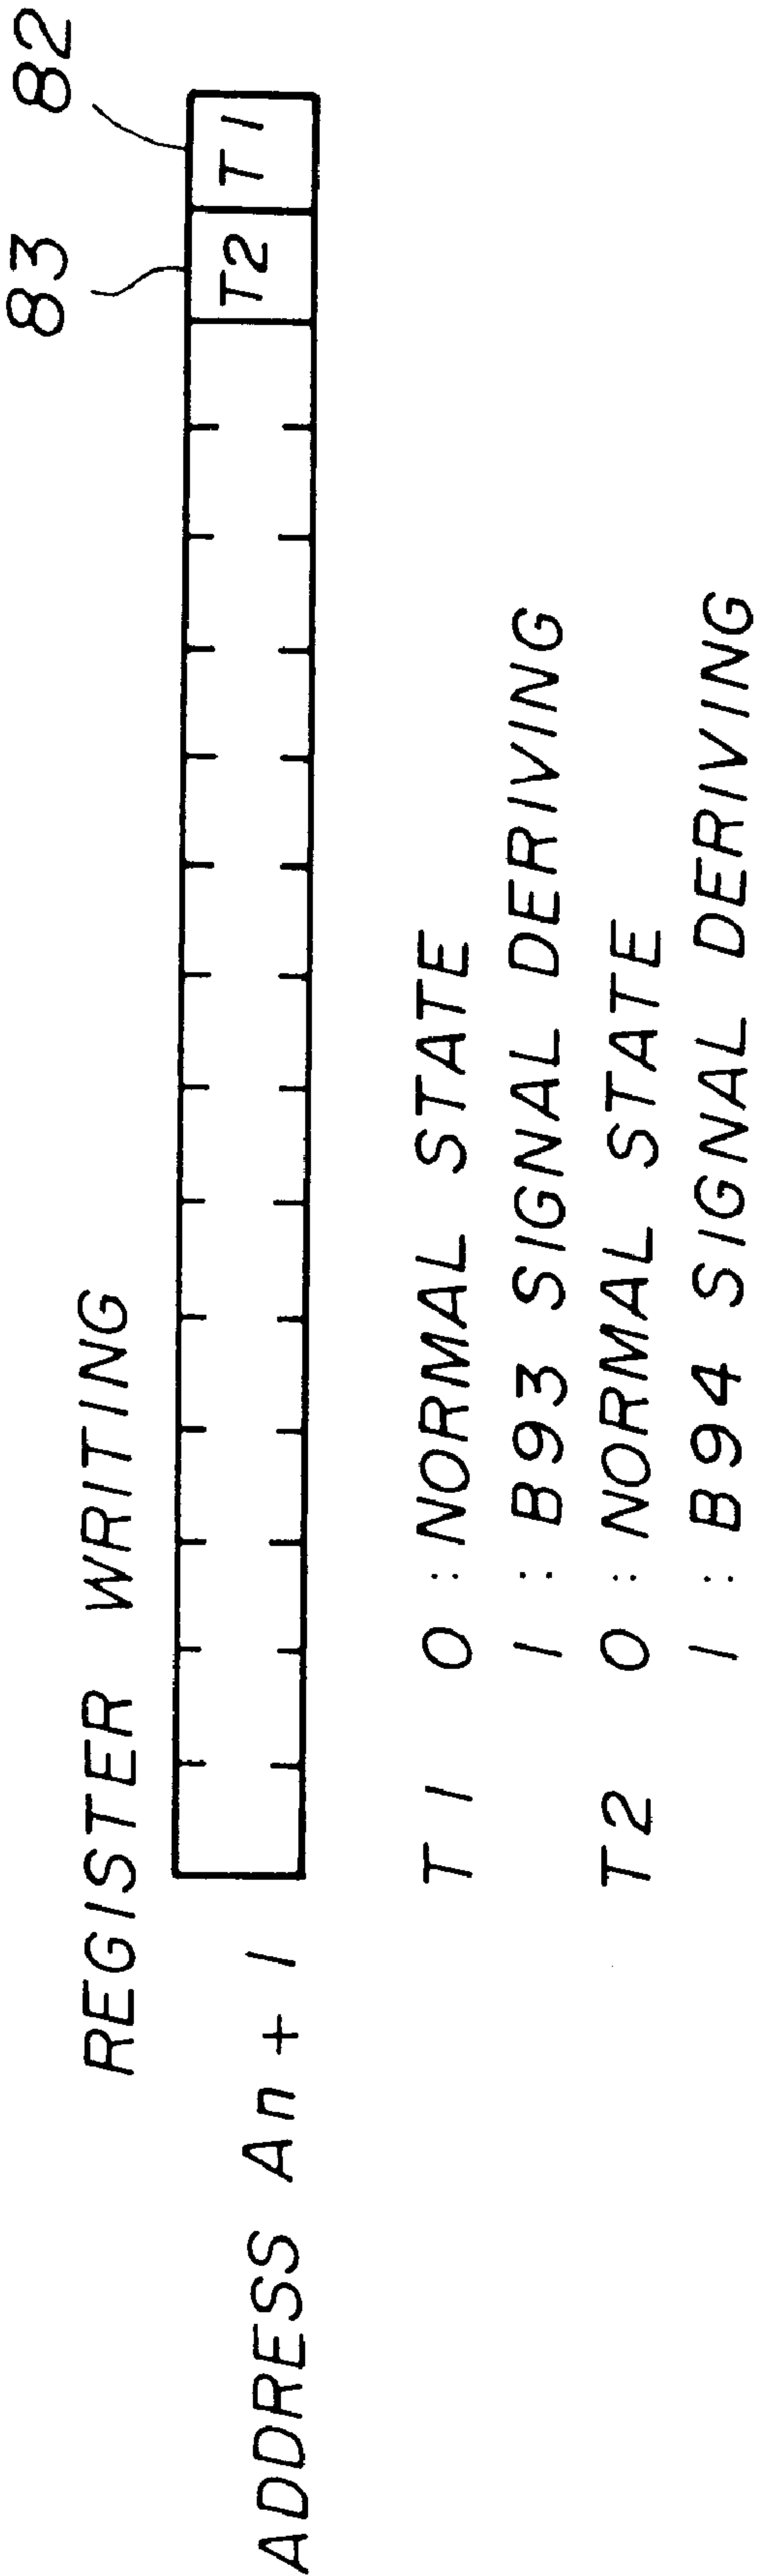 83 82
REGISTER WRITING
ADDRESS An + 1 T2 T1
T1 0 : NORMAL STATE
1 : B93 SIGNAL DERIVING
T2 0 : NORMAL STATE
1 : B94 SIGNAL DERIVING